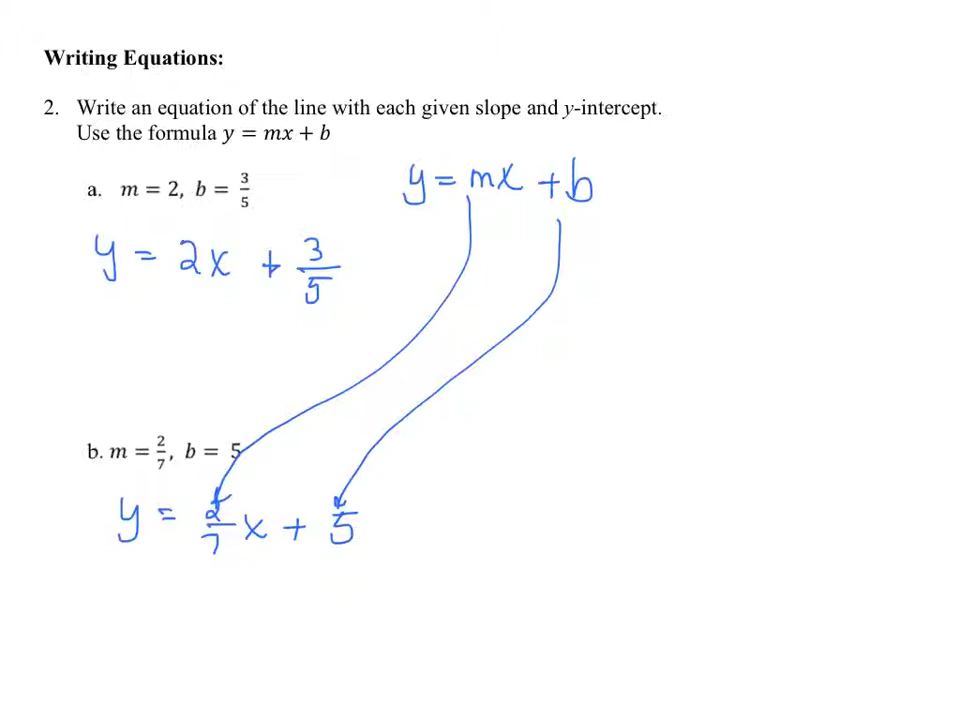 Writing Equations:
2. Write an equation of the line with each given slope and y-intercept.
Use the formula y = mx + b
a. m = 2, b = 3/5
y = mx + b
y = 2x + 3/5
b. m = 2/7, b = 5
y = 2/7 x + 5